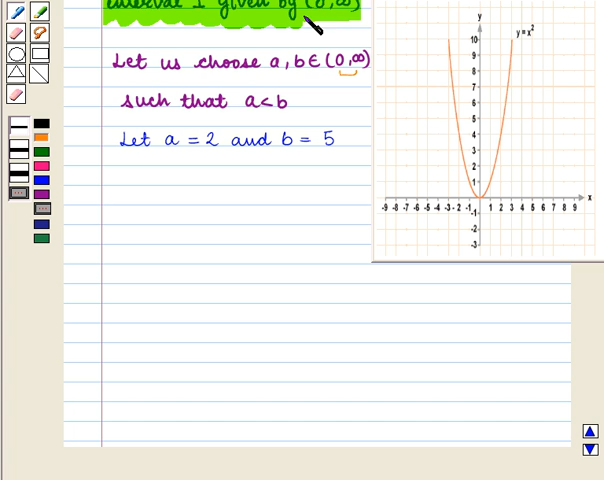 interval I given by (0,∞)
Let us choose a, b ∈ (0,∞)
such that a<b
Let a = 2 and b = 5
y
y = x²
10
9
8
7
6
5
4
3
2
1
-9 -8 -7 -6 -5 -4 -3 -2 -1 1 2 3 4 5 6 7 8 9 x
-1
-2
-3